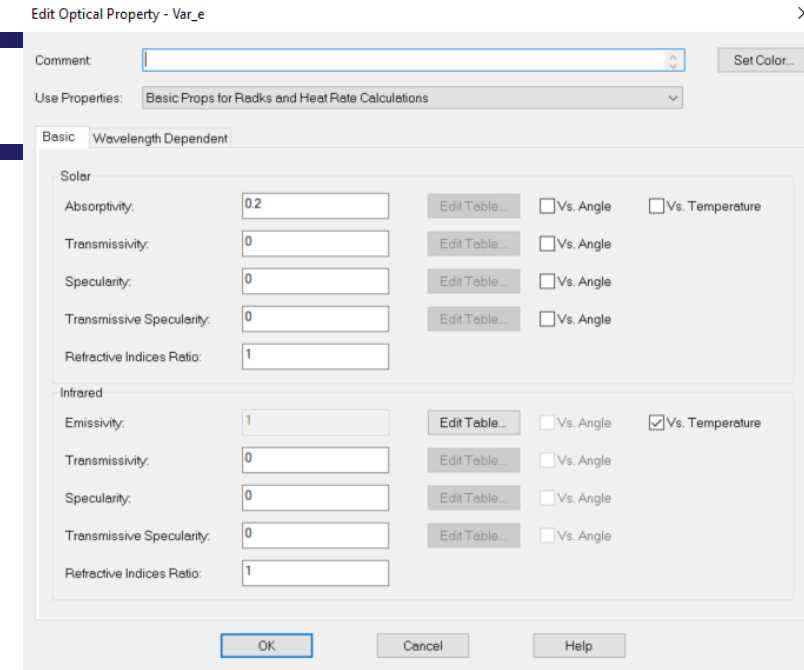 Edit Optical Property - Var_e
Comment:
Set Color...
Use Properties: Basic Props for Radks and Heat Rate Calculations
Basic Wavelength Dependent
Solar
Absorptivity: 0.2 Edit Table... Vs. Angle Vs. Temperature
Transmissivity: 0 Edit Table... Vs. Angle
Specularity: 0 Edit Table... Vs. Angle
Transmissive Specularity: 0 Edit Table... Vs. Angle
Refractive Indices Ratio: 1
Infrared
Emissivity: 1 Edit Table... Vs. Angle Vs. Temperature
Transmissivity: 0 Edit Table... Vs. Angle
Specularity: 0 Edit Table... Vs. Angle
Transmissive Specularity: 0 Edit Table... Vs. Angle
Refractive Indices Ratio: 1
OK Cancel Help